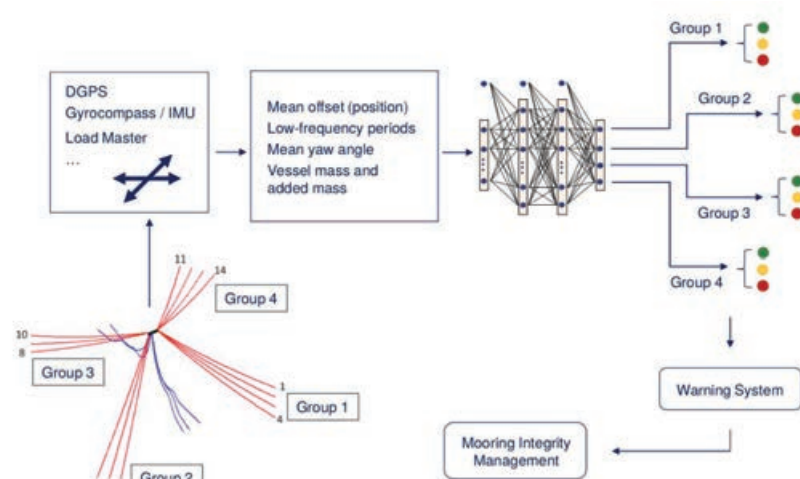 DGPS
Gyrocompass / IMU
Load Master
...
Mean offset (position)
Low-frequency periods
Mean yaw angle
Vessel mass and
added mass
Group 1
Group 2
Group 3
Group 4
11
14
Group 4
10
8
Group 3
1
4
Group 1
Group 2
Warning System
Mooring Integrity
Management